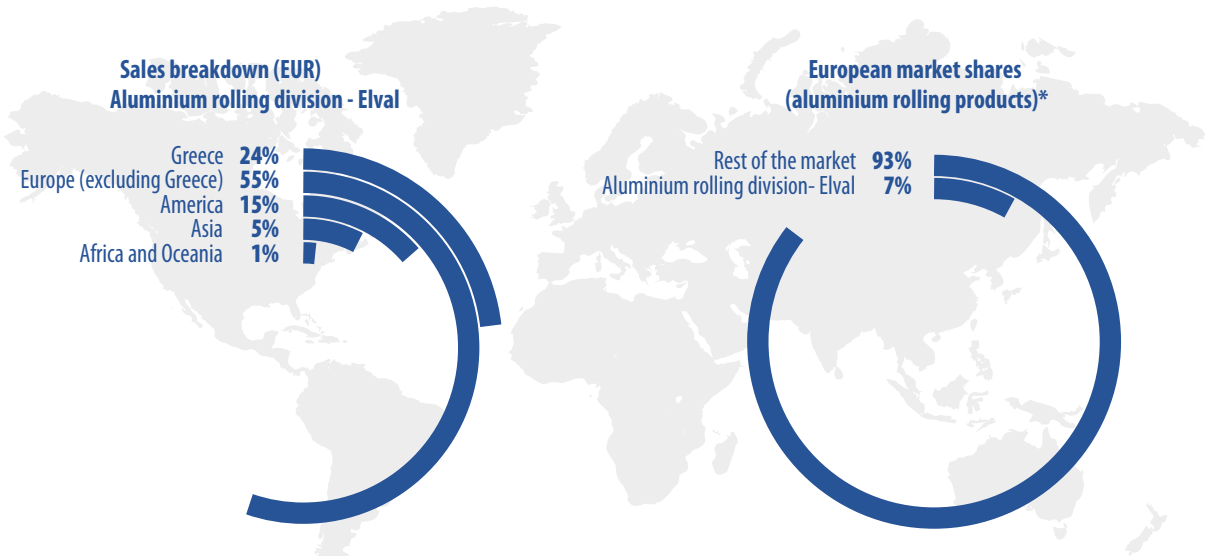 Sales breakdown (EUR)
Aluminium rolling division - Elval
Greece 24%
Europe (excluding Greece) 55%
America 15%
Asia 5%
Africa and Oceania 1%
European market shares
(aluminium rolling products)*
Rest of the market 93%
Aluminium rolling division- Elval 7%